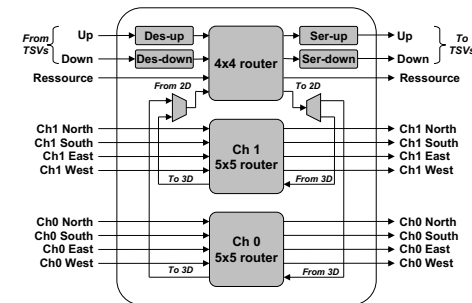 From TSVs
Up
Des-up
Ser-up
Up
To TSVs
Down
Des-down
Ser-down
Down
4x4 router
Ressource
Ressource
From 2D
To 2D
Ch1 North
Ch1 South
Ch1 East
Ch1 West
Ch 1
5x5 router
Ch1 North
Ch1 South
Ch1 East
Ch1 West
To 3D
From 3D
Ch0 North
Ch0 South
Ch0 East
Ch0 West
Ch 0
5x5 router
Ch0 North
Ch0 South
Ch0 East
Ch0 West
To 3D
From 3D